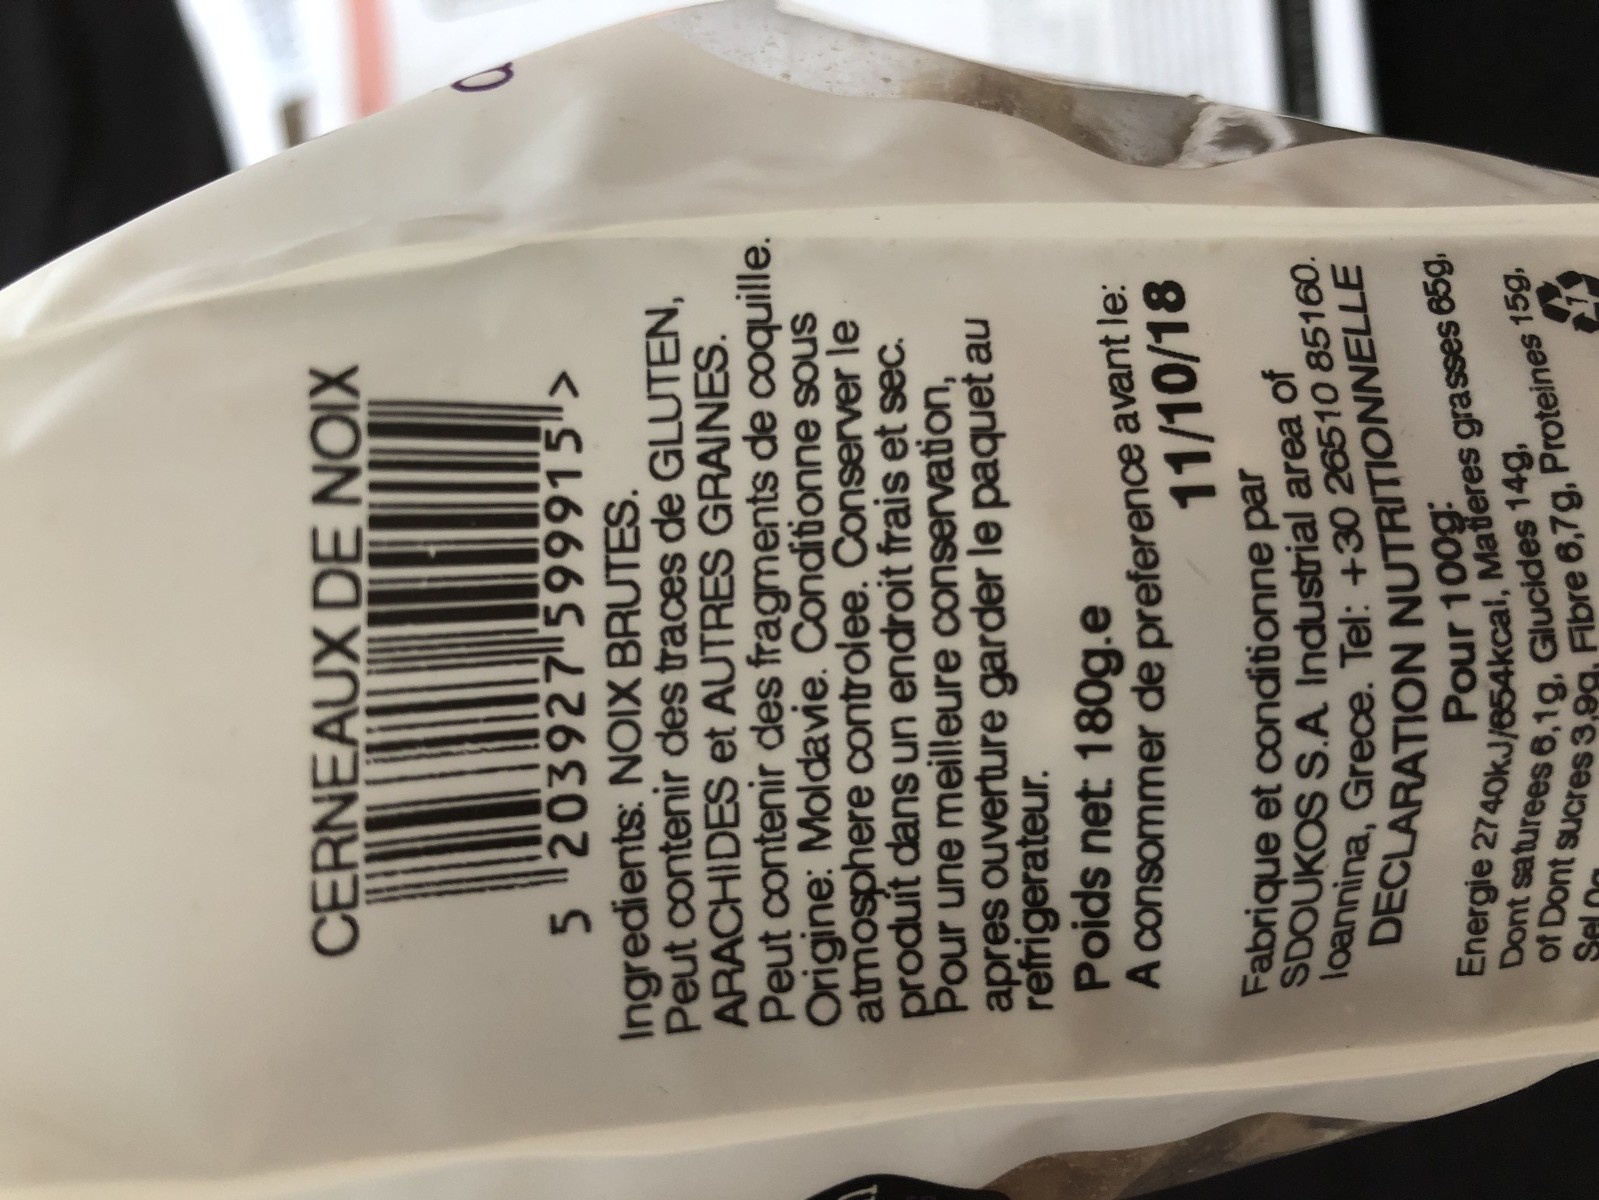 CERNEAUX DE NOIX
5 203927 599915 >
Ingredients: NOIX BRUTES.
Peut contenir des traces de GLUTEN,
ARACHIDES et AUTRES GRAINES.
Peut contenir des fragments de coquille.
Origine: Moldavie. Conditionne sous
atmosphere controlee. Conserver le
produit dans un endroit frais et sec.
Pour une meilleure conservation,
apres ouverture garder le paquet au
refrigerateur.
Poids net: 180g.e
A consommer de preference avant le:
11/10/18
Fabrique et conditionne par
SDOUKOS S.A. Industrial area of
Ioannina, Grece. Tel: +30 26510 85160.
DECLARATION NUTRITIONNELLE
Pour 100g:
Energie 2740kJ/654kcal, Matieres grasses 65g,
Dont saturees 6,1g, Glucides 14g,
of Dont sucres 3,9g, Fibre 6,7g, Proteines 15g,
Sel 0g